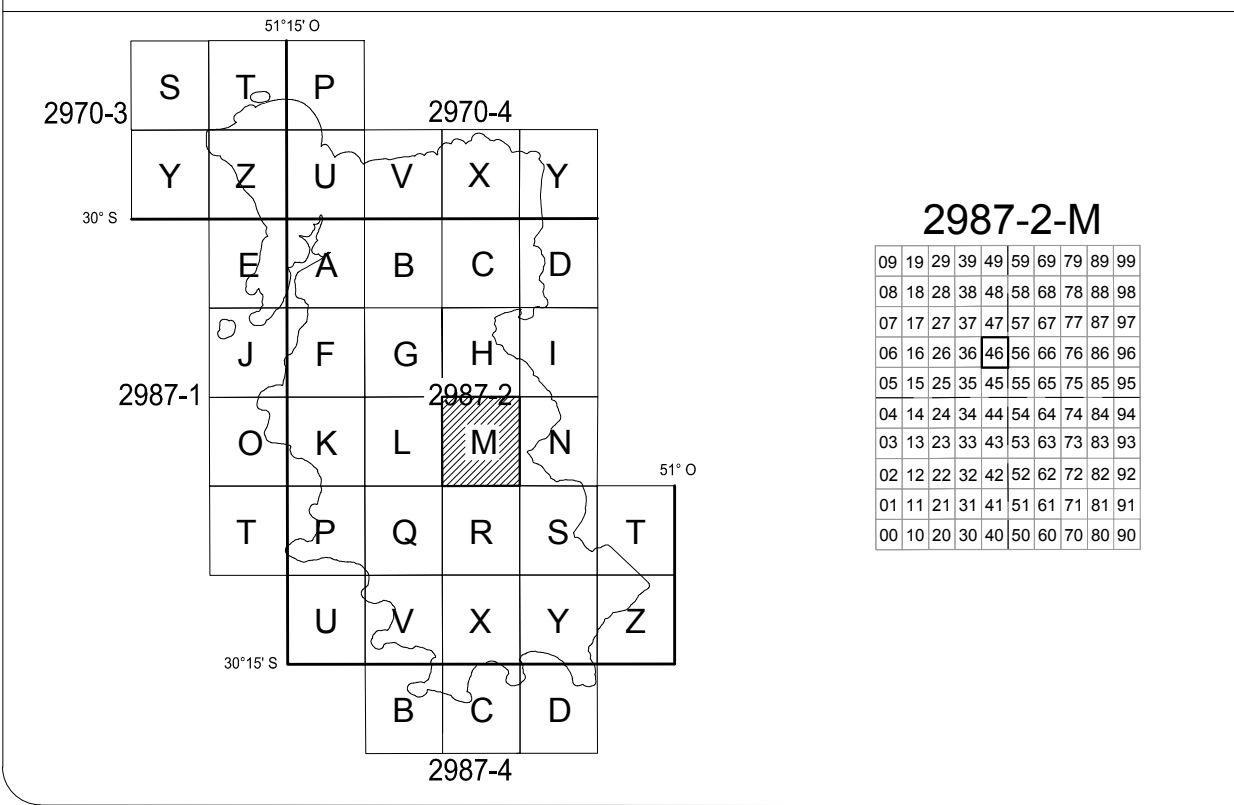 51°15' O
S T P
2970-3 2970-4
Y Z U V X Y
30° S
E A B C D
J F G H I
2987-1 2987-2
O K L M N
51° O
T P Q R S T
U V X Y Z
30°15' S
B C D
2987-4
2987-2-M
09 19 29 39 49 59 69 79 89 99
08 18 28 38 48 58 68 78 88 98
07 17 27 37 47 57 67 77 87 97
06 16 26 36 46 56 66 76 86 96
05 15 25 35 45 55 65 75 85 95
04 14 24 34 44 54 64 74 84 94
03 13 23 33 43 53 63 73 83 93
02 12 22 32 42 52 62 72 82 92
01 11 21 31 41 51 61 71 81 91
00 10 20 30 40 50 60 70 80 90